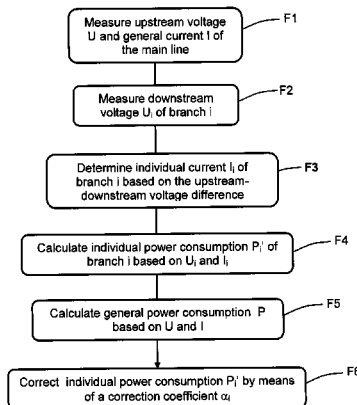 Measure upstream voltage
U and general current I of
the main line
F1
Measure downstream
voltage Ui of branch i
F2
Determine individual current Ii of
branch i based on the upstream-
downstream voltage difference
F3
Calculate individual power consumption Pi'
of branch i based on Ui and Ii
F4
Calculate general power consumption P
based on U and I
F5
Correct individual power consumption Pi' by means
of a correction coefficient αi
F6